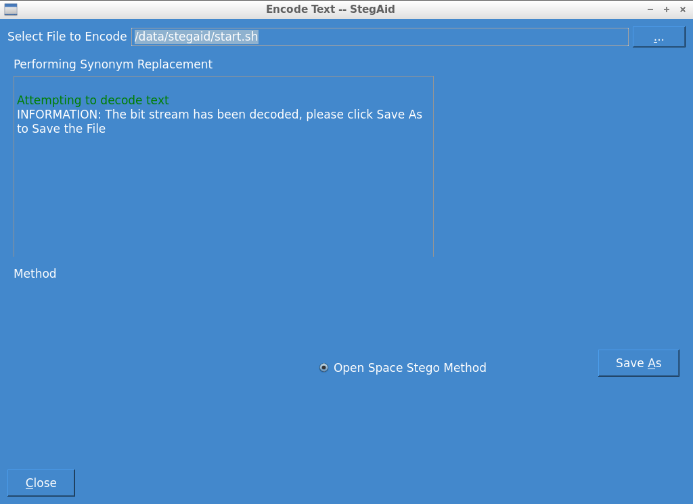 Encode Text -- StegAid
Select File to Encode /data/stegaid/start.sh ...
Performing Synonym Replacement
Attempting to decode text
INFORMATION: The bit stream has been decoded, please click Save As
to Save the File
Method
Open Space Stego Method
Save As
Close